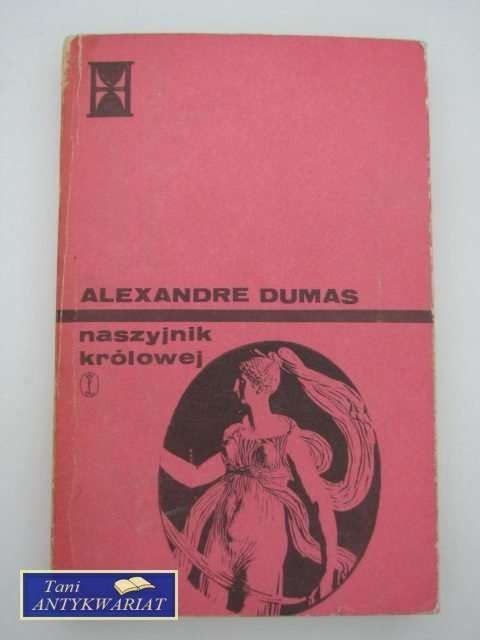 ALEXANDRE DUMAS
naszyjnik
królowej
Tani
ANTYKWARIAT